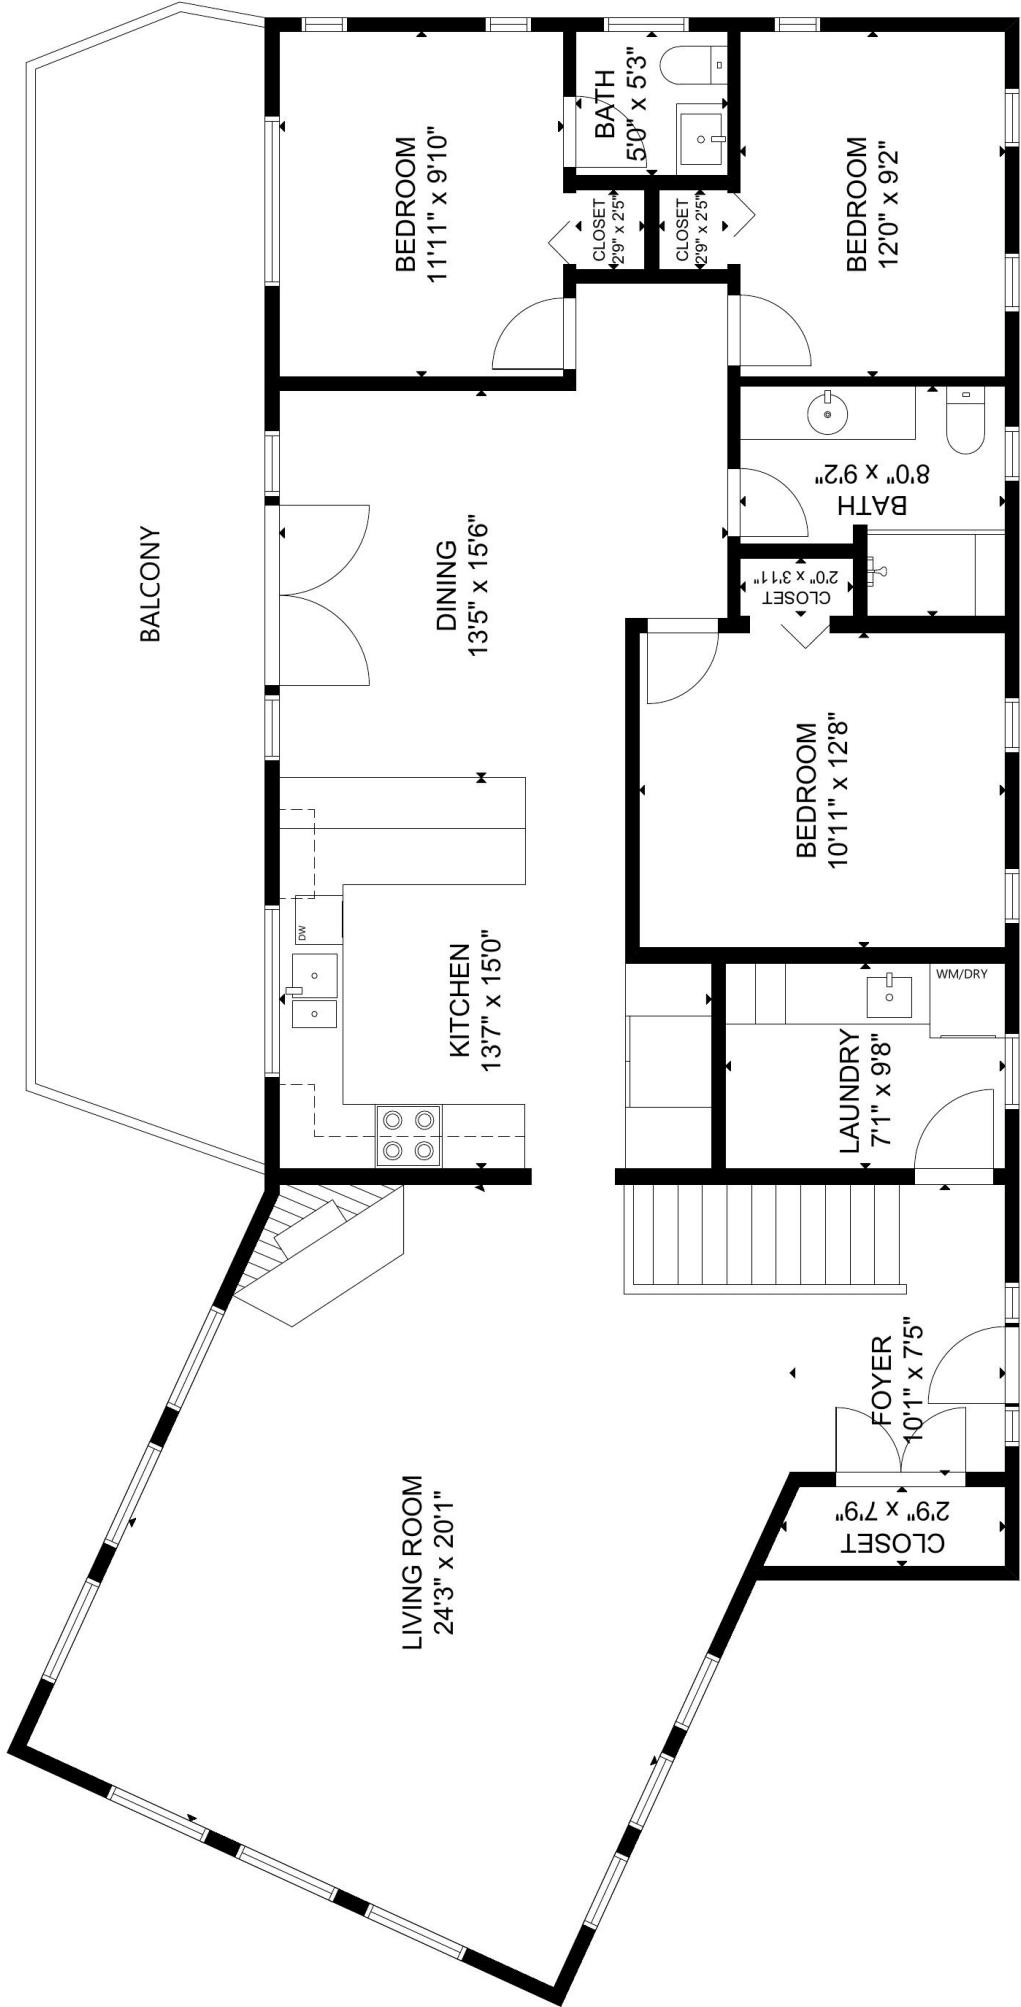 BALCONY
BEDROOM
11'11" x 9'10"
BATH
5'0" x 5'3"
CLOSET
2'9" x 2'5"
CLOSET
2'9" x 2'5"
BEDROOM
12'0" x 9'2"
DINING
13'5" x 15'6"
BATH
8'0" x 9'2"
CLOSET
2'0" x 3'11"
BEDROOM
10'11" x 12'8"
DW
KITCHEN
13'7" x 15'0"
WM/DRY
LAUNDRY
7'1" x 9'8"
FOYER
10'1" x 7'5"
LIVING ROOM
24'3" x 20'1"
CLOSET
2'9" x 7'9"